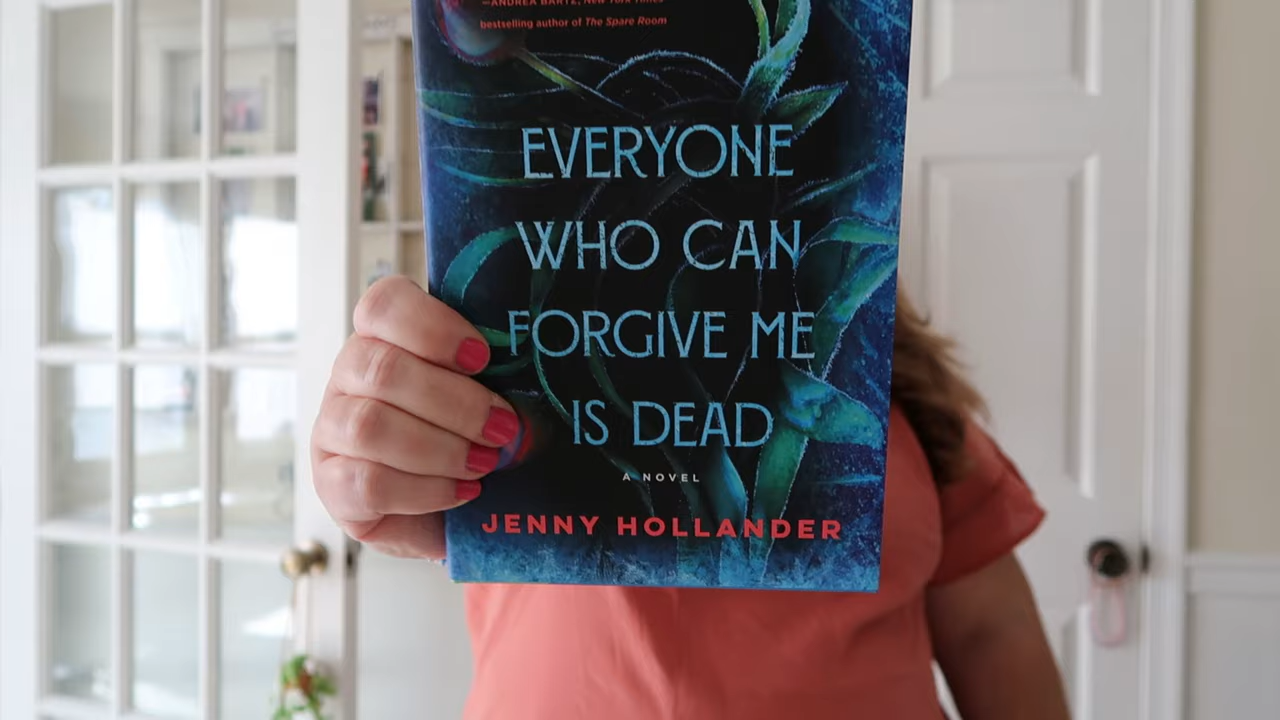 —ANDREA BARTZ, New York Times
bestselling author of The Spare Room
EVERYONE
WHO CAN
FORGIVE ME
IS DEAD
A NOVEL
JENNY HOLLANDER